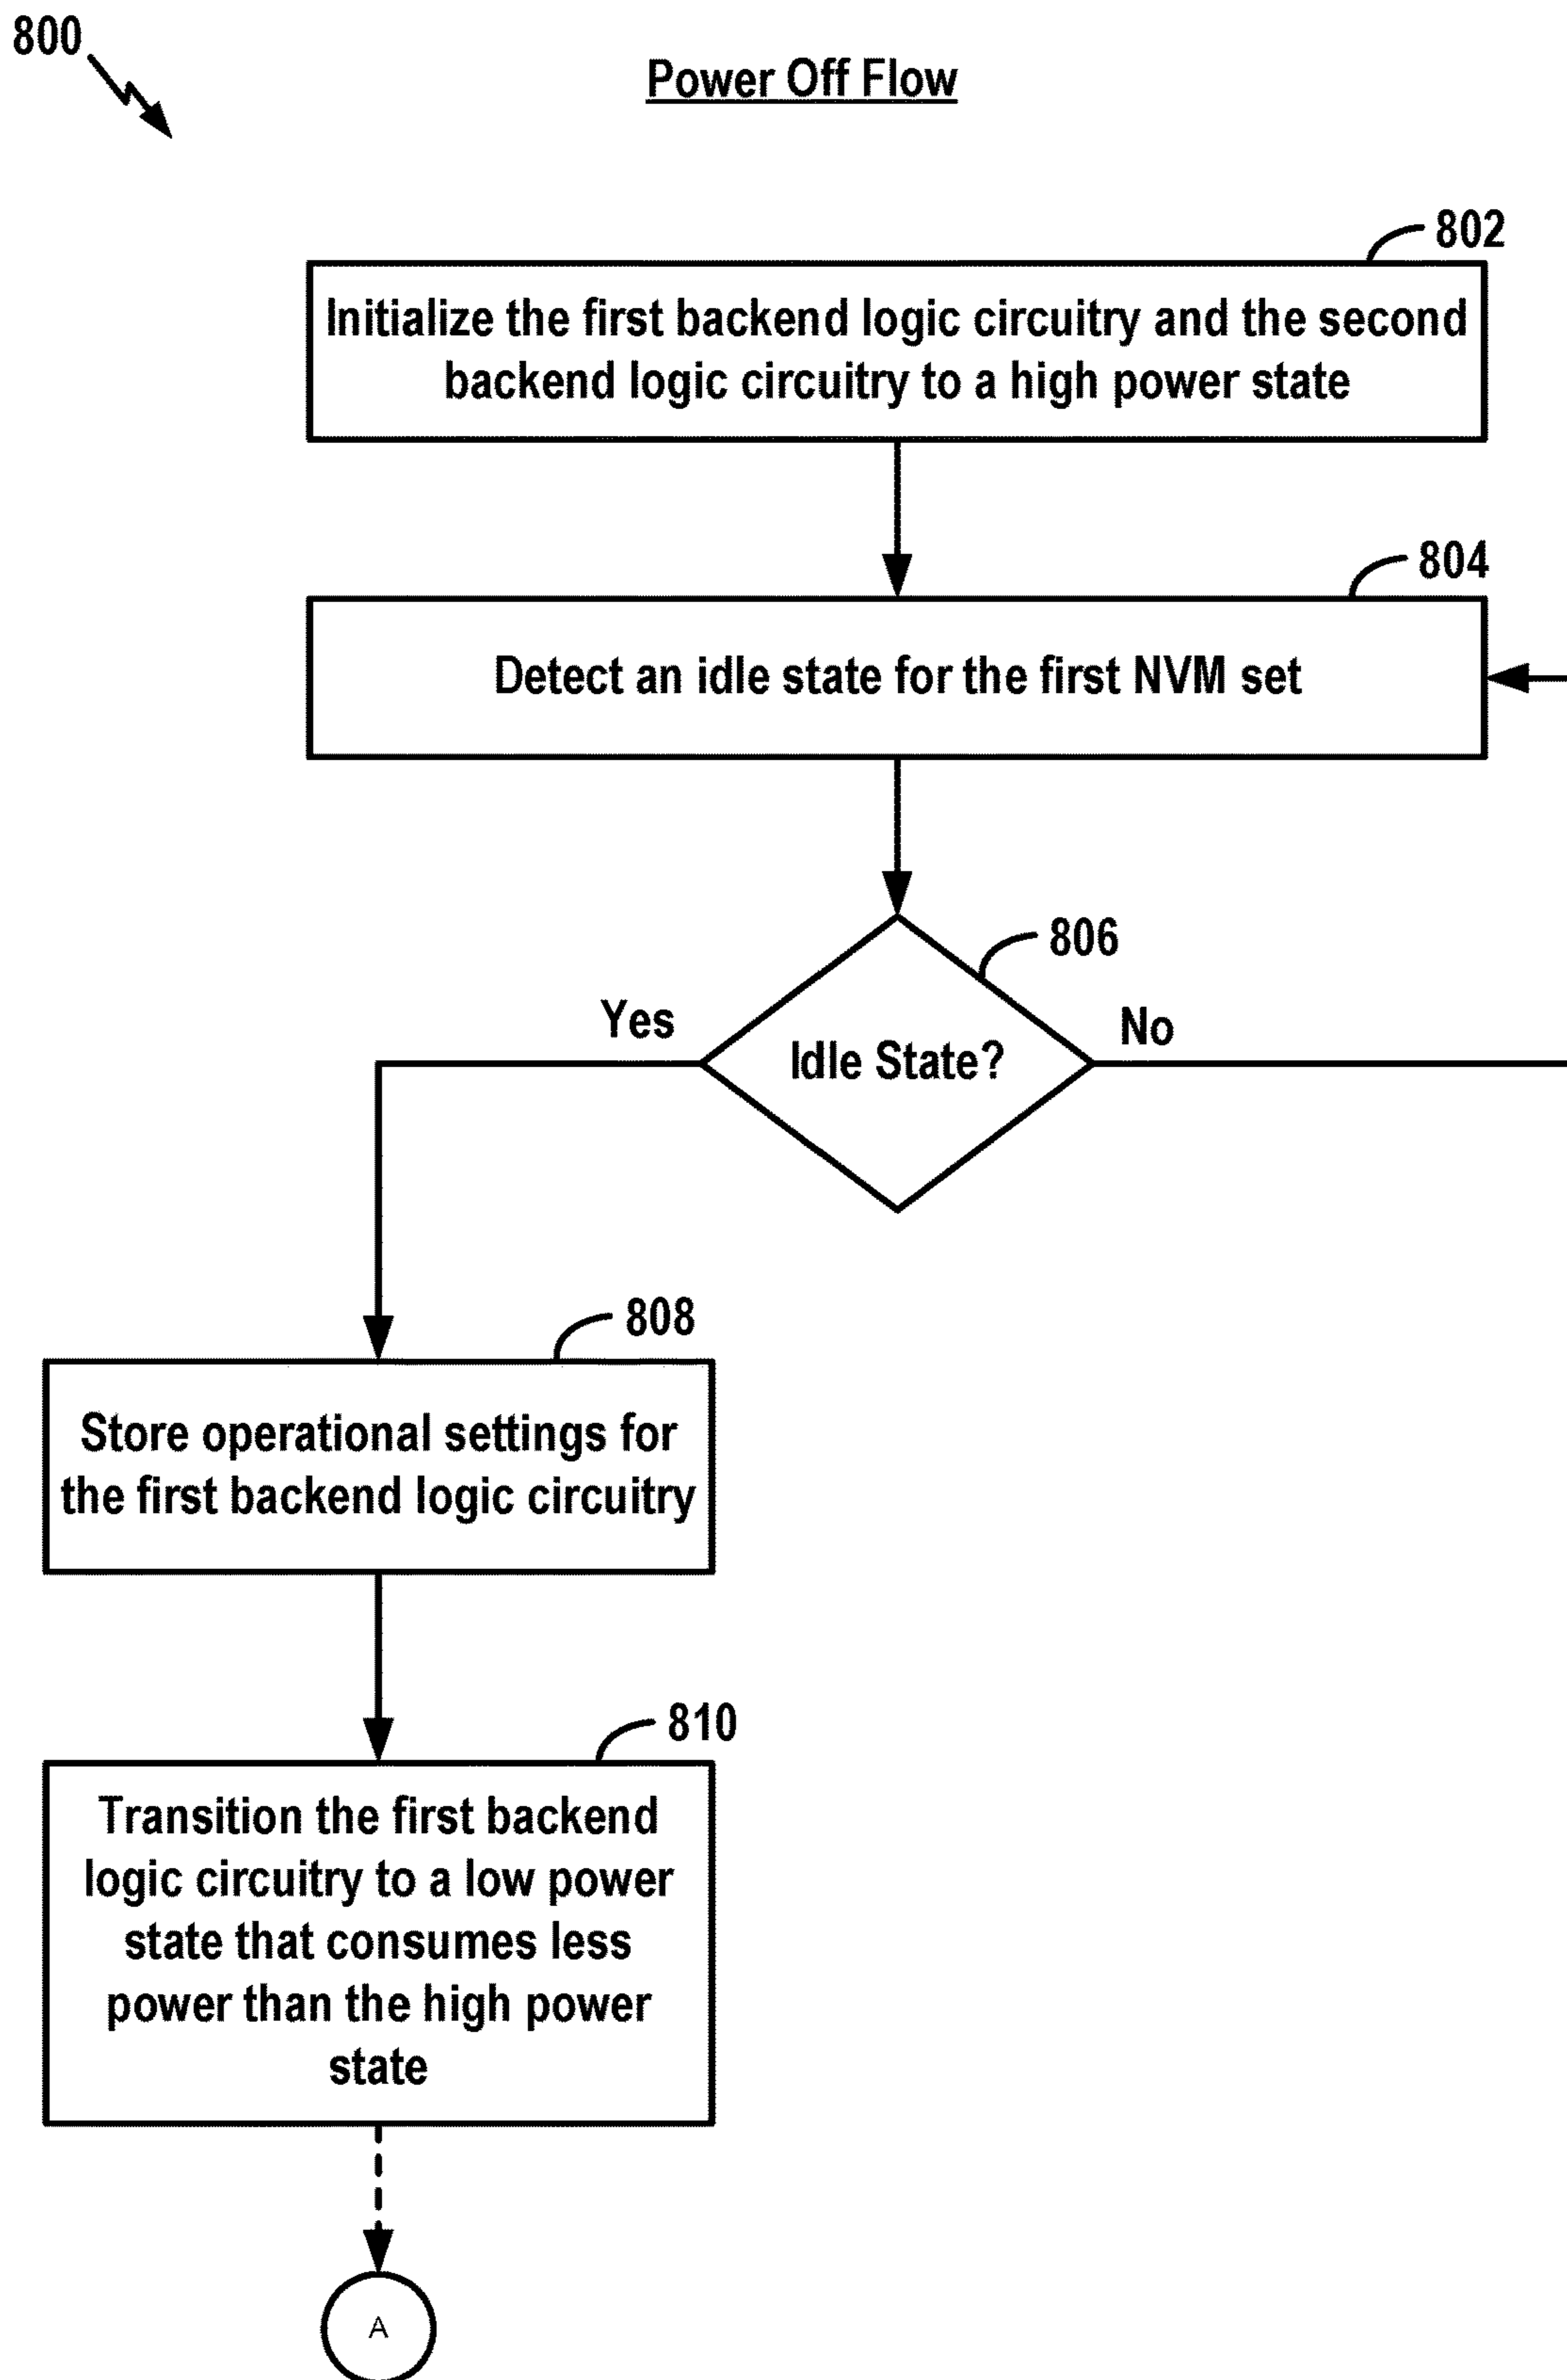 800
Power Off Flow
802
Initialize the first backend logic circuitry and the second
backend logic circuitry to a high power state
804
Detect an idle state for the first NVM set
806
Yes
Idle State?
No
808
Store operational settings for
the first backend logic circuitry
810
Transition the first backend
logic circuitry to a low power
state that consumes less
power than the high power
state
A